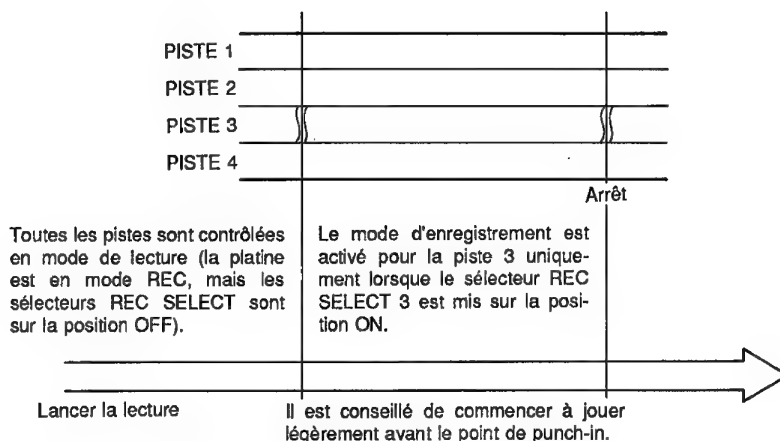 PISTE 1
PISTE 2
PISTE 3
PISTE 4
Arrêt
Toutes les pistes sont contrôlées
en mode de lecture (la platine
est en mode REC, mais les
sélecteurs REC SELECT sont
sur la position OFF).
Le mode d'enregistrement est
activé pour la piste 3 unique-
ment lorsque le sélecteur REC
SELECT 3 est mis sur la po-
sition ON.
Lancer la lecture
Il est conseillé de commencer à jouer
légèrement avant le point de punch-in.